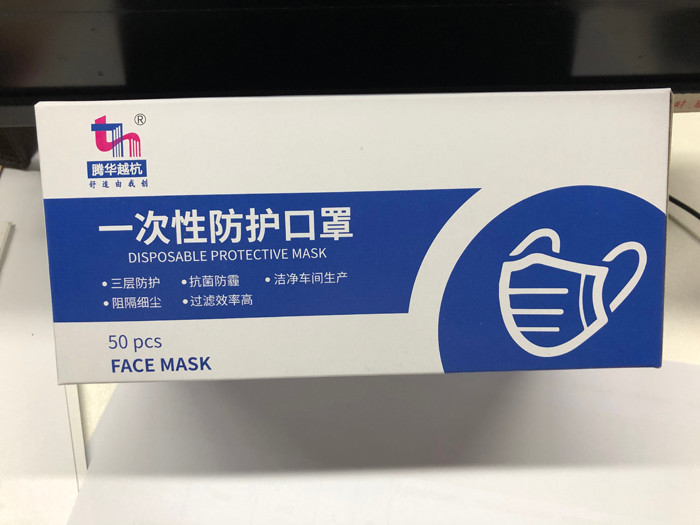 ®
腾华越杭
舒适由我创
一次性防护口罩
DISPOSABLE PROTECTIVE MASK
•三层防护 •抗菌防霾 •洁净车间生产
•阻隔细尘 •过滤效率高
50 pcs
FACE MASK